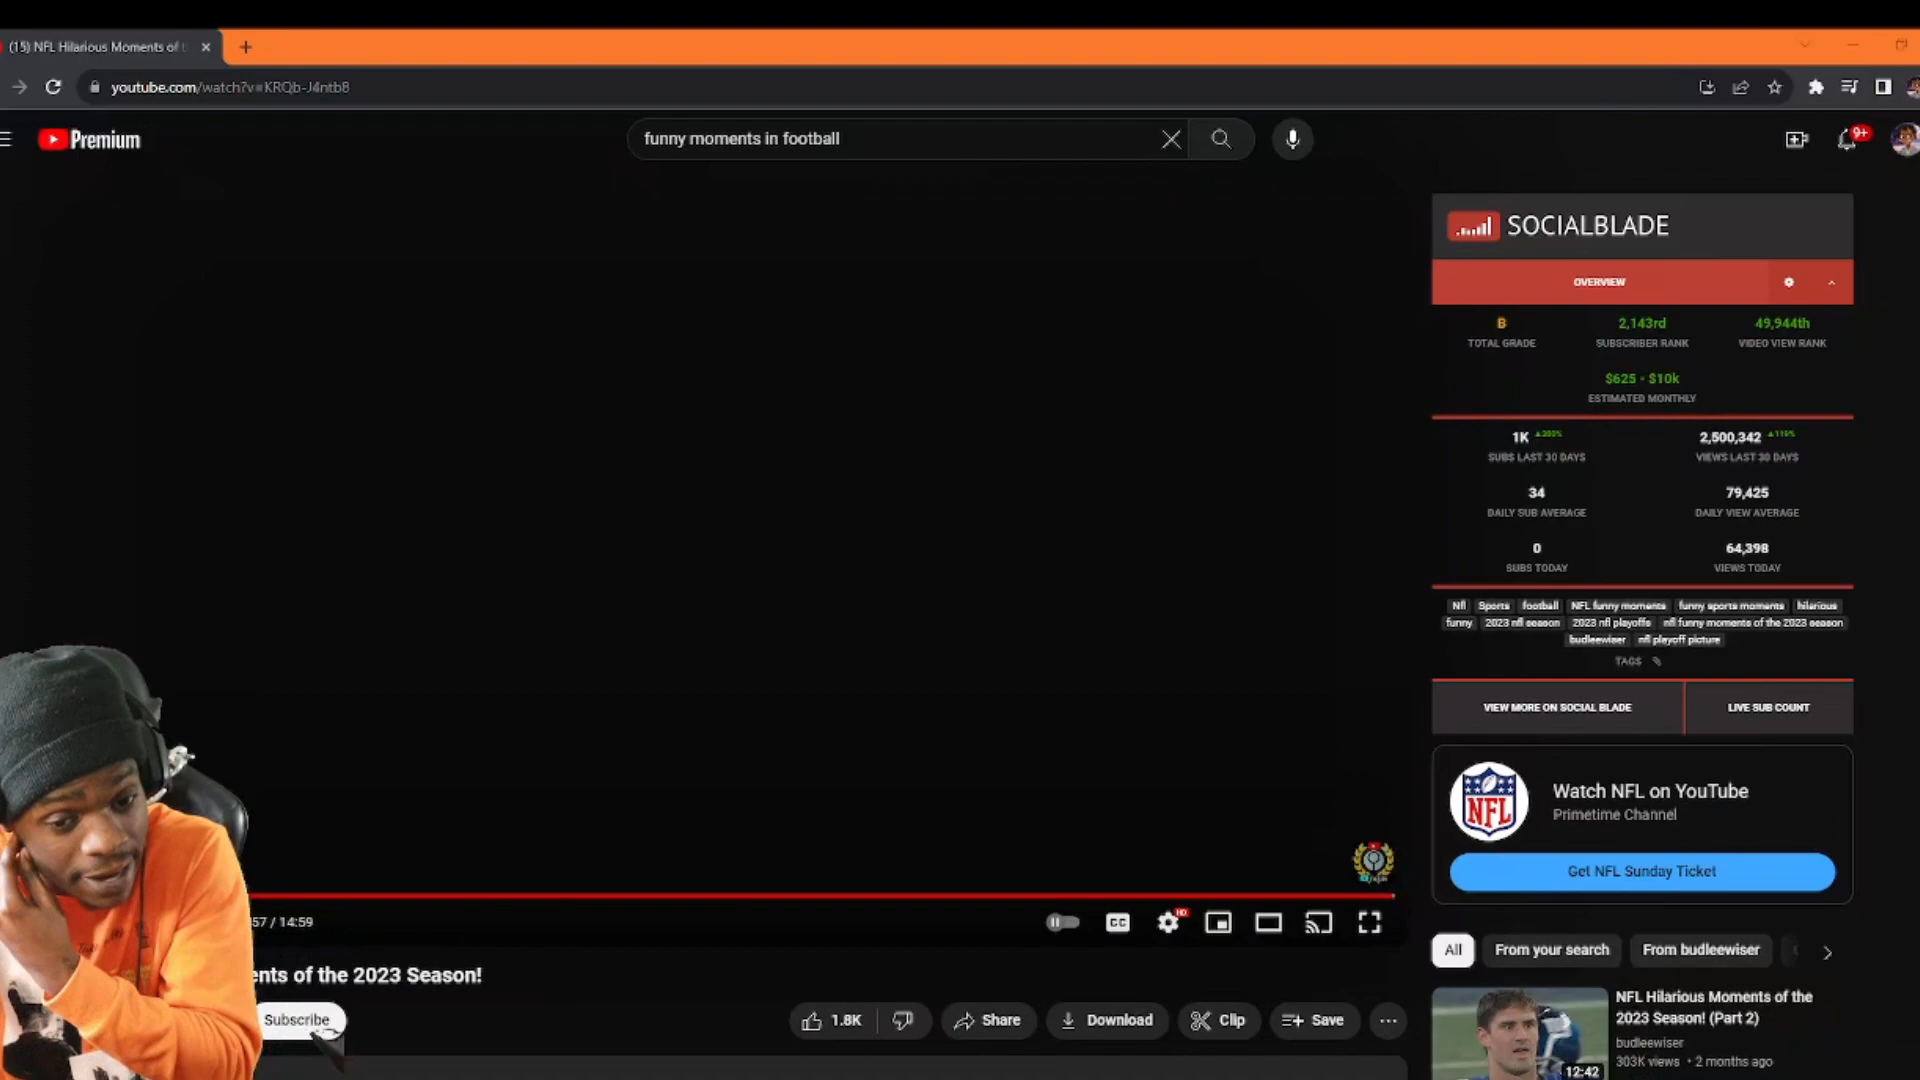 (15) NFL Hilarious Moments of t
youtube.com/watch?v=KRQb-J4ntb8
Premium
funny moments in football
9+
SOCIALBLADE
OVERVIEW
B
2,143rd
49,944th
TOTAL GRADE
SUBSCRIBER RANK
VIDEO VIEW RANK
$625 - $10k
ESTIMATED MONTHLY
1K ▲200%
2,500,342 ▲119%
SUBS LAST 30 DAYS
VIEWS LAST 30 DAYS
34
79,425
DAILY SUB AVERAGE
DAILY VIEW AVERAGE
0
64,398
SUBS TODAY
VIEWS TODAY
Nfl Sports football NFL funny moments funny sports moments hilarious
funny 2023 nfl season 2023 nfl playoffs nfl funny moments of the 2023 season
budleewiser nfl playoff picture
TAGS
VIEW MORE ON SOCIAL BLADE
LIVE SUB COUNT
NFL
Watch NFL on YouTube
Primetime Channel
Get NFL Sunday Ticket
57 / 14:59
CC
HD
ents of the 2023 Season!
Subscribe
1.8K
Share
Download
Clip
Save
All
From your search
From budleewiser
NFL Hilarious Moments of the
2023 Season! (Part 2)
budleewiser
303K views • 2 months ago
12:42